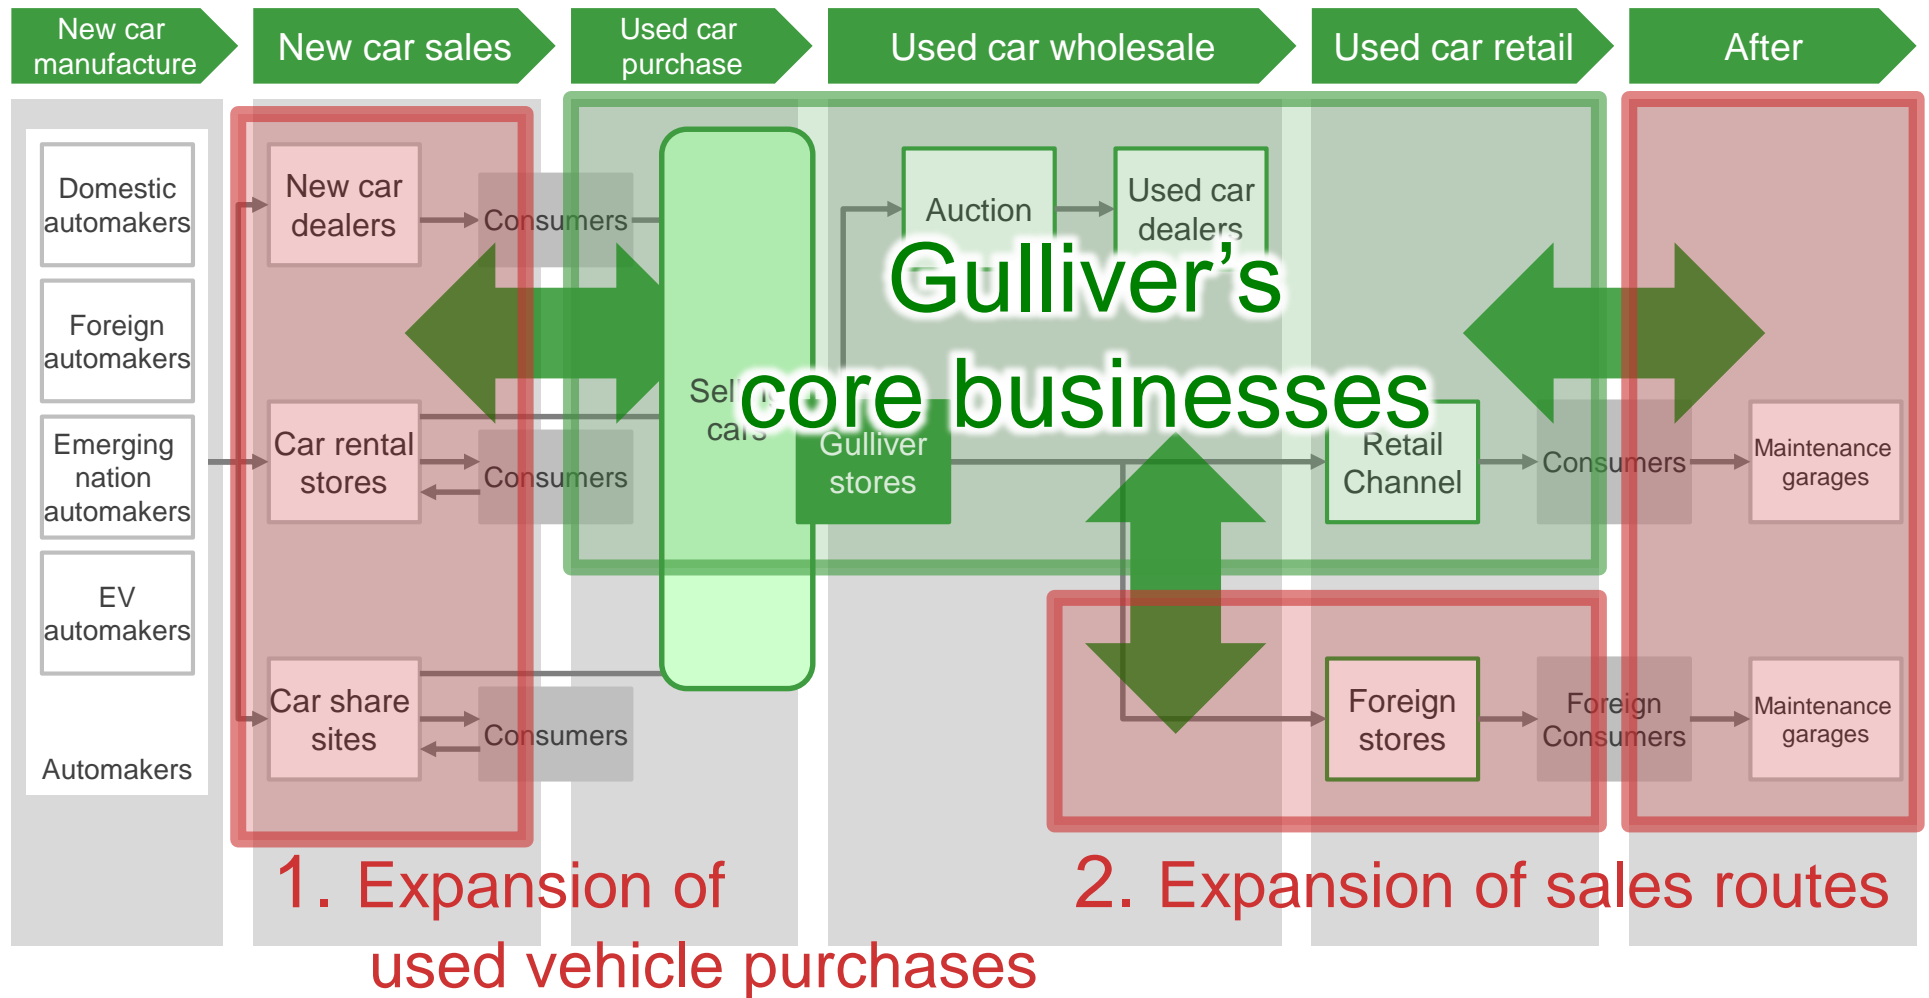 New car
manufacture
New car sales
Used car
purchase
Used car wholesale
Used car retail
After
Domestic
automakers
Foreign
automakers
Emerging
nation
automakers
EV
automakers
Automakers
New car
dealers
Consumers
Car rental
stores
Consumers
Car share
sites
Consumers
cars
Gulliver
stores
Auction
Used car
dealers
Gulliver's
core businesses
Retail
Channel
Consumers
Maintenance
garages
Foreign
stores
Foreign
Consumers
Maintenance
garages
1. Expansion of
used vehicle purchases
2. Expansion of sales routes